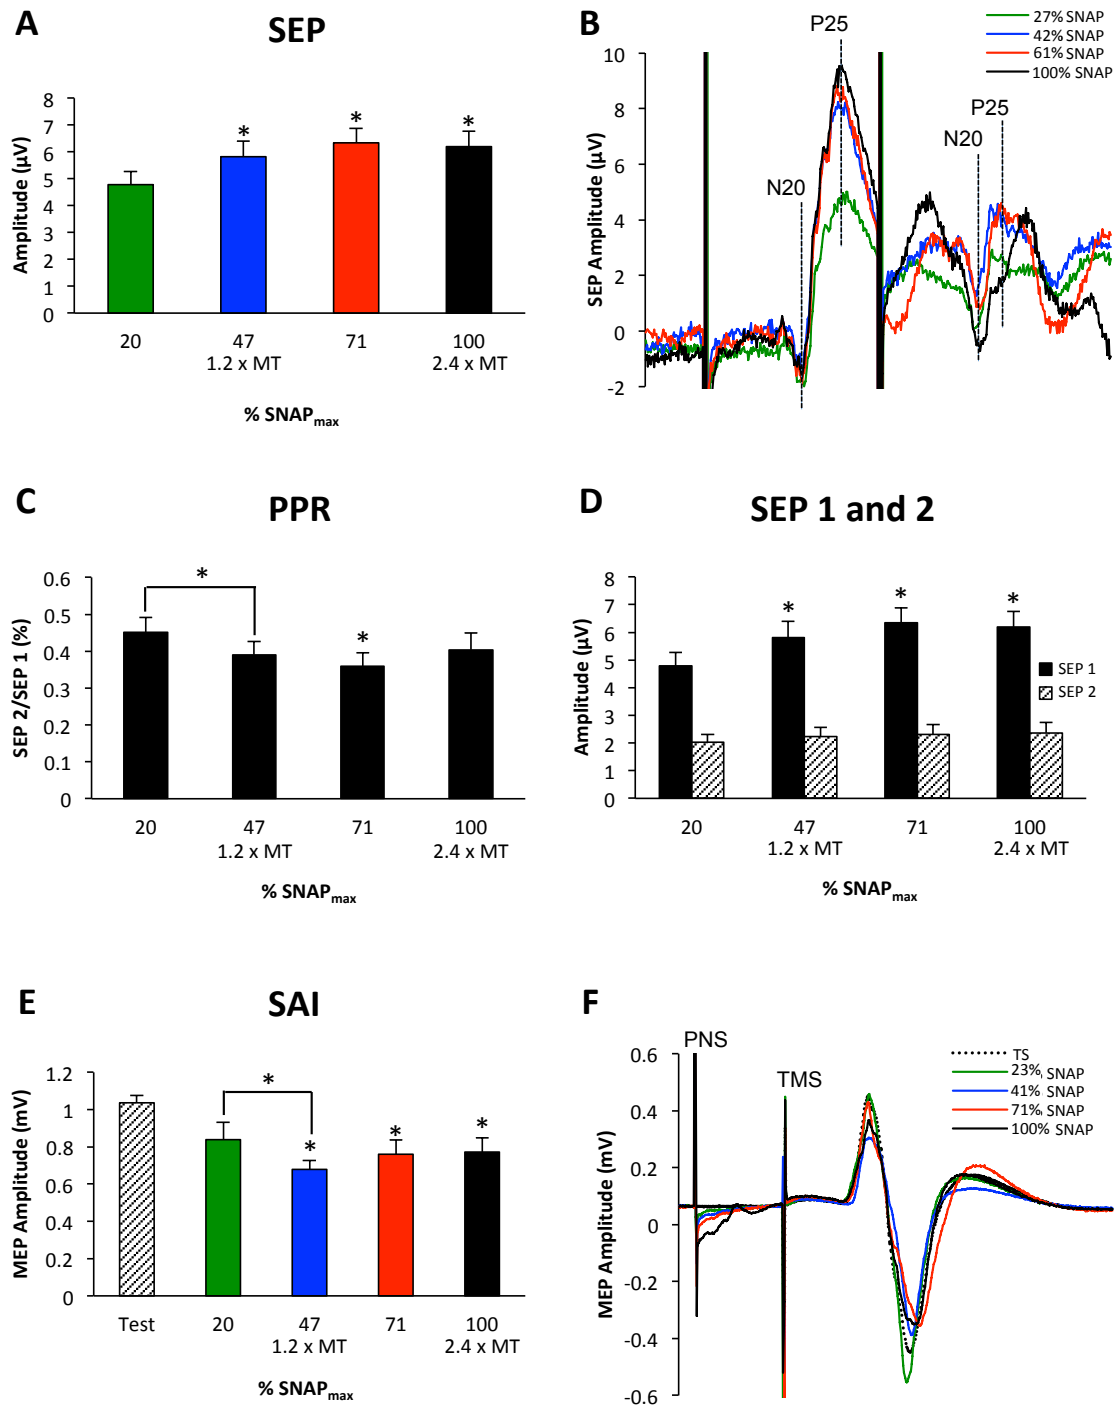 A
SEP
Amplitude (µV)
8
7
6
5
4
3
2
1
0
*
*
*
20
47
71
100
1.2 x MT
2.4 x MT
% SNAPmax
B
27% SNAP
42% SNAP
61% SNAP
100% SNAP
P25
P25
N20
N20
SEP Amplitude (µV)
10
8
6
4
2
0
-2
C
PPR
SEP 2/SEP 1 (%)
0.6
0.5
0.4
0.3
0.2
0.1
0
*
*
20
47
71
100
1.2 x MT
2.4 x MT
% SNAPmax
D
SEP 1 and 2
Amplitude (µV)
8
7
6
5
4
3
2
1
0
*
*
*
SEP 1
SEP 2
20
47
71
100
1.2 x MT
2.4 x MT
% SNAPmax
E
SAI
MEP Amplitude (mV)
1.2
1
0.8
0.6
0.4
0.2
0
*
*
*
*
Test
20
47
71
100
1.2 x MT
2.4 x MT
% SNAPmax
F
PNS
TMS
TS
23% SNAP
41% SNAP
71% SNAP
100% SNAP
MEP Amplitude (mV)
0.6
0.4
0.2
0
-0.2
-0.4
-0.6